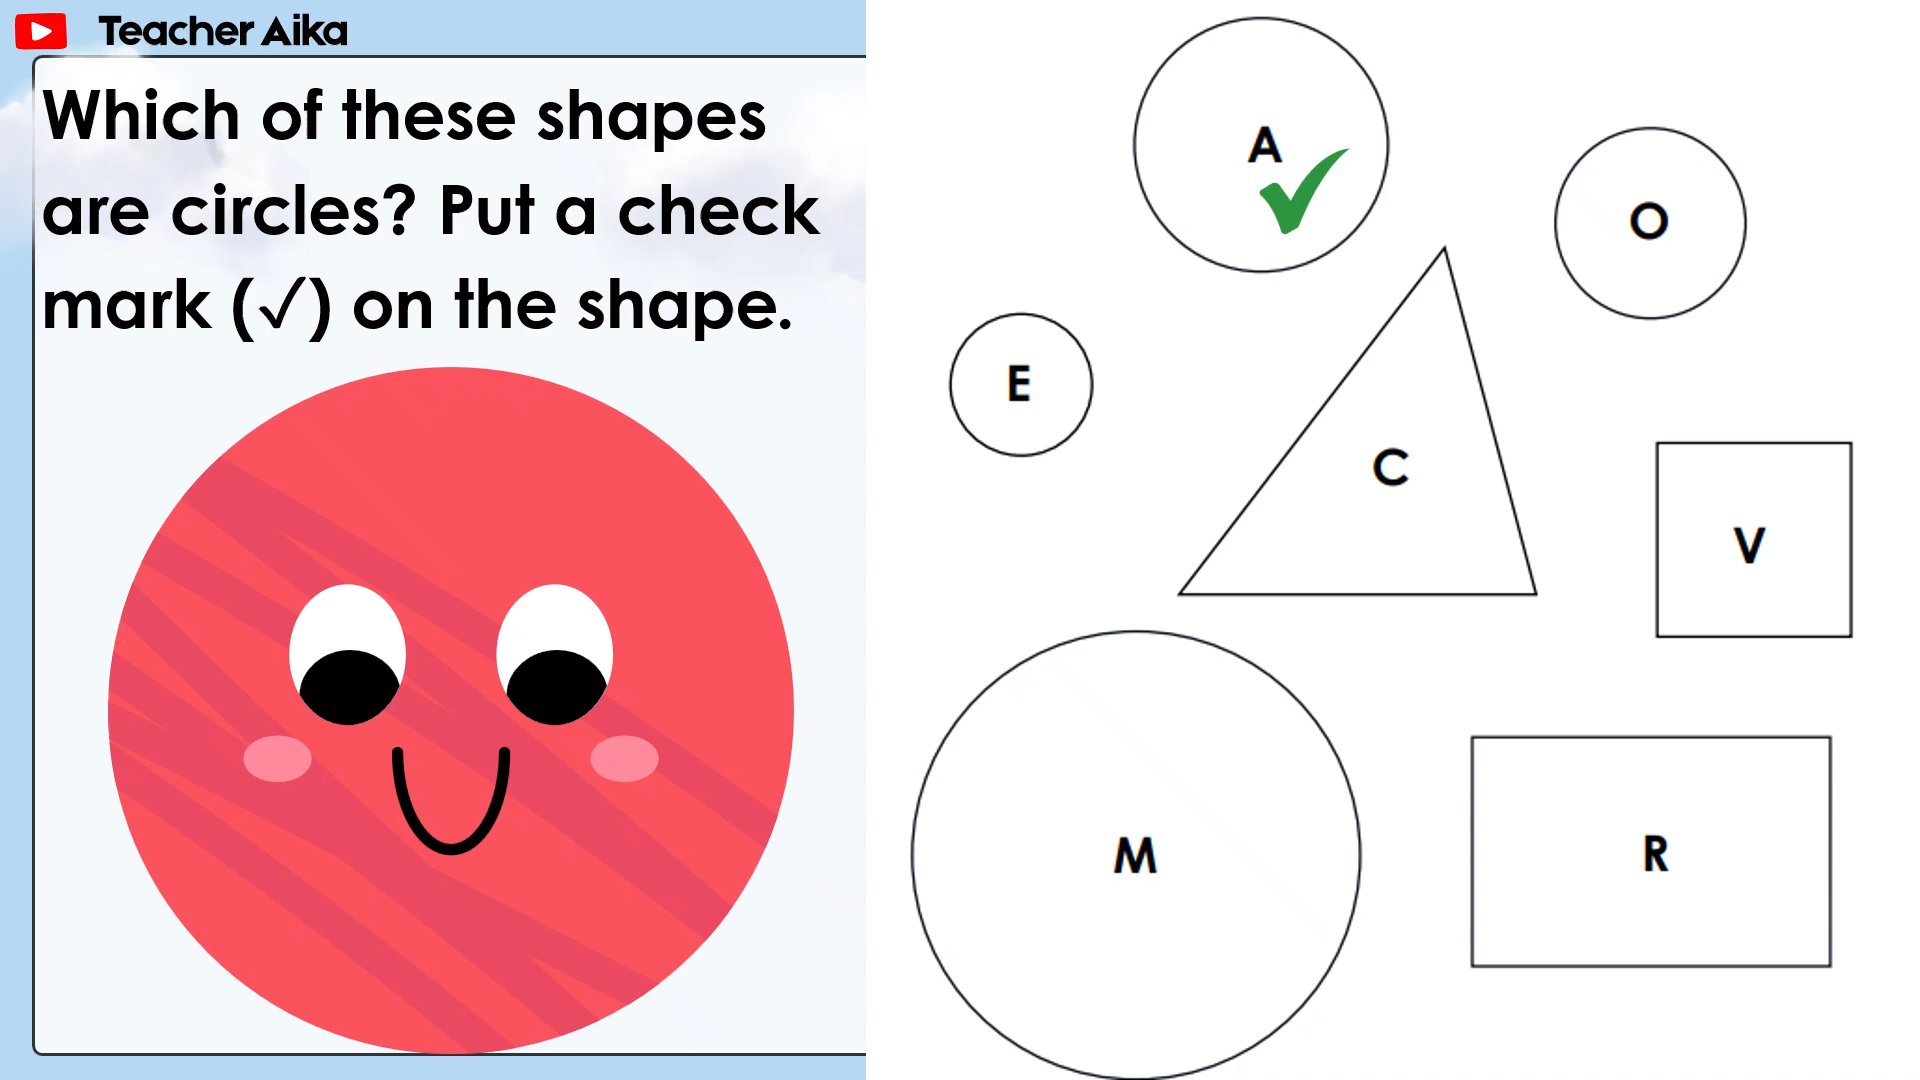 Teacher Aika
Which of these shapes
are circles? Put a check
mark (✓) on the shape.
A
O
E
C
V
M
R